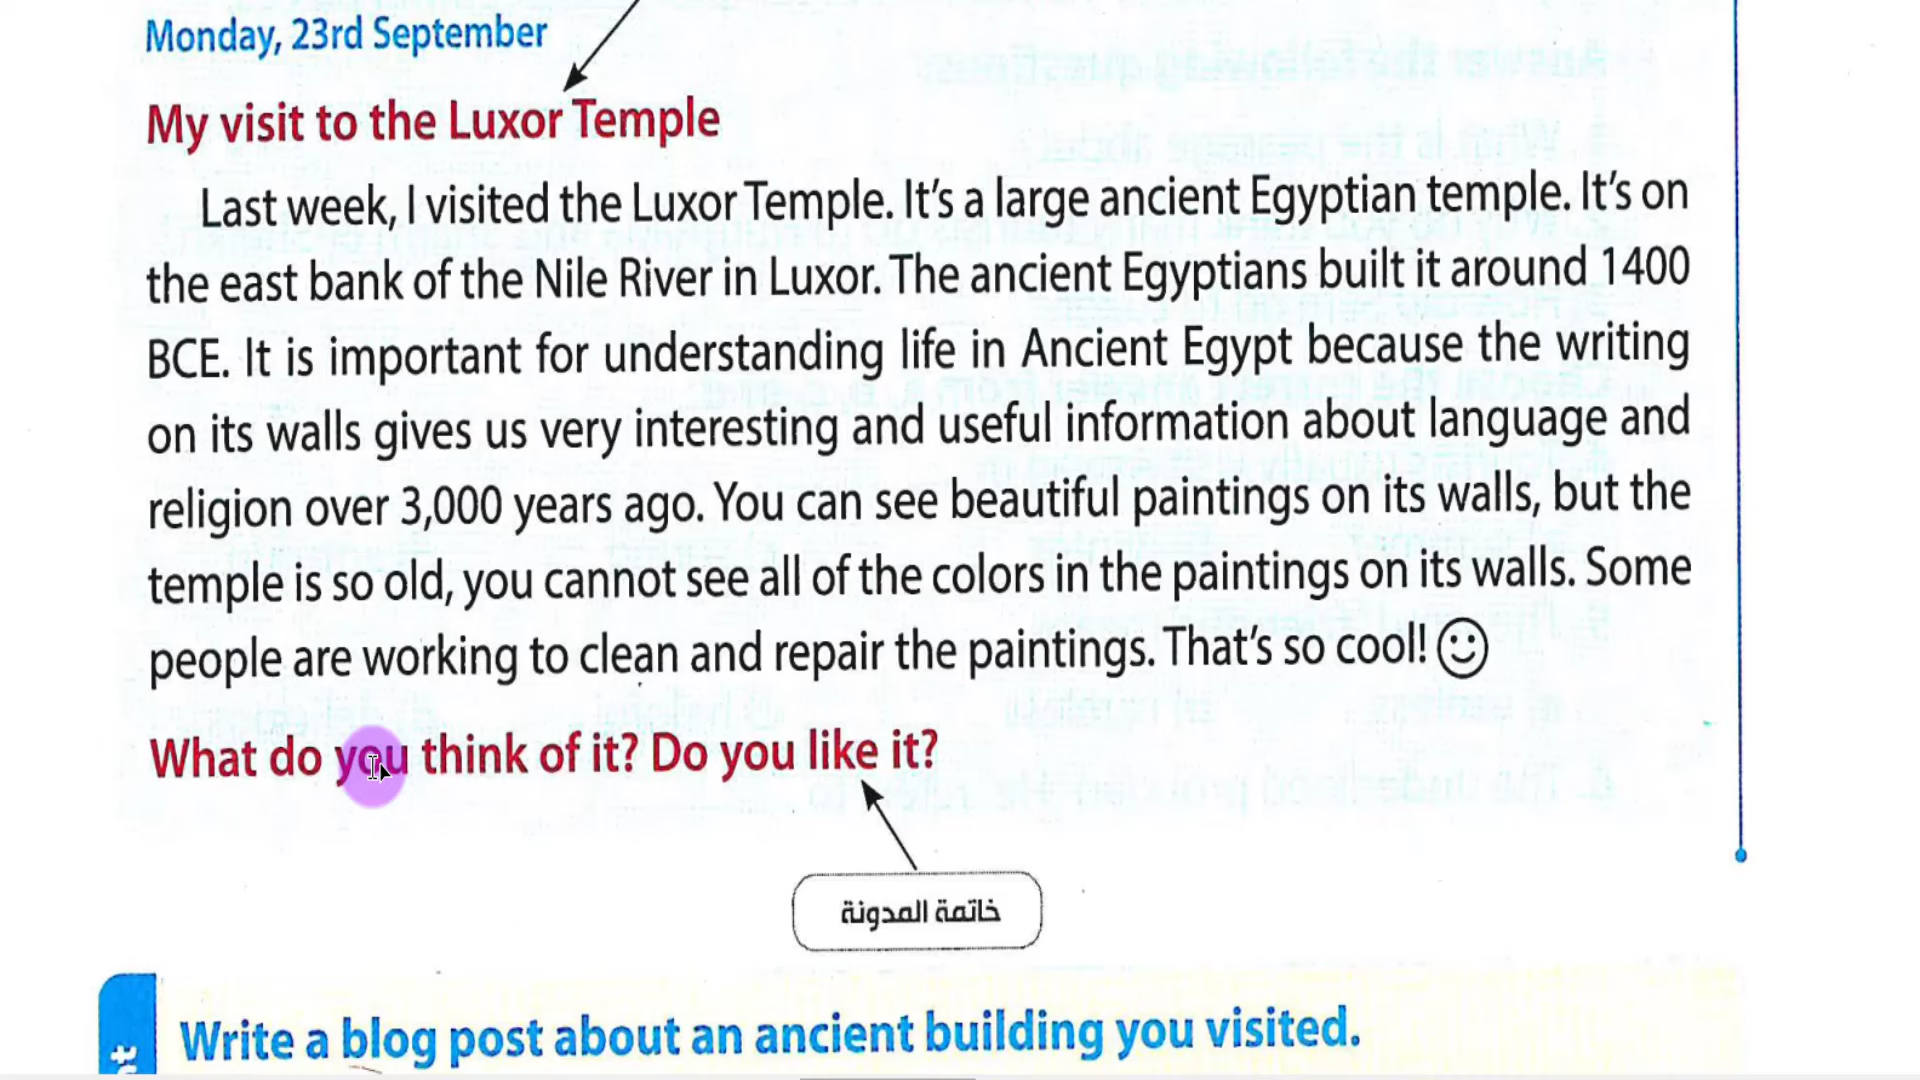 Monday, 23rd September
My visit to the Luxor Temple
Last week, I visited the Luxor Temple. It's a large ancient Egyptian temple. It's on
the east bank of the Nile River in Luxor. The ancient Egyptians built it around 1400
BCE. It is important for understanding life in Ancient Egypt because the writing
on its walls gives us very interesting and useful information about language and
religion over 3,000 years ago. You can see beautiful paintings on its walls, but the
temple is so old, you cannot see all of the colors in the paintings on its walls. Some
people are working to clean and repair the paintings. That's so cool!
What do you think of it? Do you like it?
خاتمة المدونة
Write a blog post about an ancient building you visited.